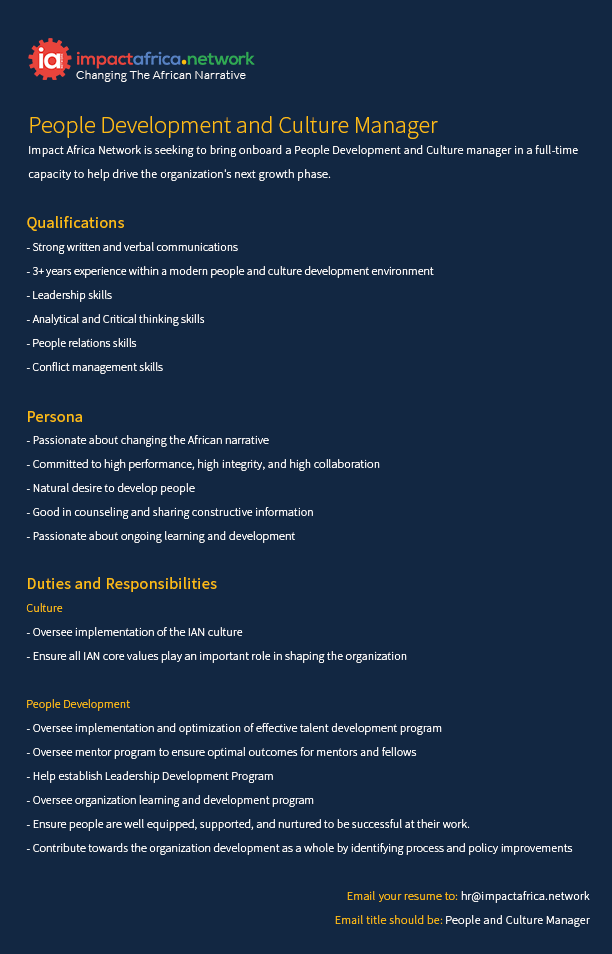 ia
impactafrica.network
Changing The African Narrative
People Development and Culture Manager
Impact Africa Network is seeking to bring onboard a People Development and Culture manager in a full-time
capacity to help drive the organization's next growth phase.
Qualifications
- Strong written and verbal communications
- 3+ years experience within a modern people and culture development environment
- Leadership skills
- Analytical and Critical thinking skills
- People relations skills
- Conflict management skills
Persona
- Passionate about changing the African narrative
- Committed to high performance, high integrity, and high collaboration
- Natural desire to develop people
- Good in counseling and sharing constructive information
- Passionate about ongoing learning and development
Duties and Responsibilities
Culture
- Oversee implementation of the IAN culture
- Ensure all IAN core values play an important role in shaping the organization
People Development
- Oversee implementation and optimization of effective talent development program
- Oversee mentor program to ensure optimal outcomes for mentors and fellows
- Help establish Leadership Development Program
- Oversee organization learning and development program
- Ensure people are well equipped, supported, and nurtured to be successful at their work.
- Contribute towards the organization development as a whole by identifying process and policy improvements
Email your resume to: hr@impactafrica.network
Email title should be: People and Culture Manager